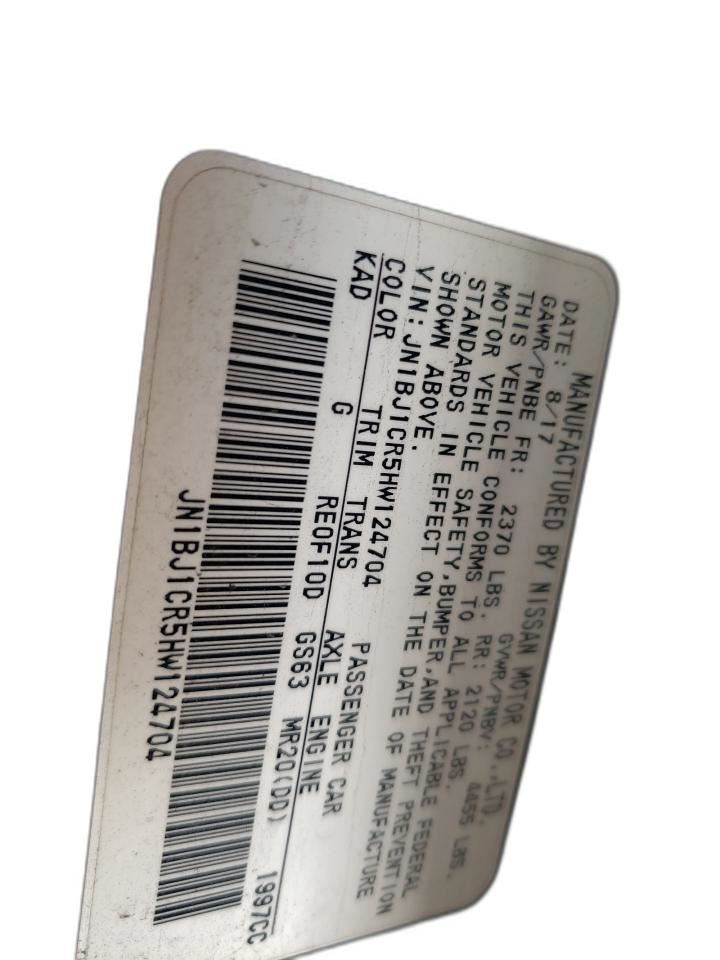 MANUFACTURED BY NISSAN MOTOR CO.,LTD.
DATE: 8/17 GVWR/PNBV: 4455 LBS.
GAWR/PNBE FR: 2370 LBS. RR: 2120 LBS.
THIS VEHICLE CONFORMS TO ALL APPLICABLE FEDERAL
MOTOR VEHICLE SAFETY,BUMPER,AND THEFT PREVENTION
STANDARDS IN EFFECT ON THE DATE OF MANUFACTURE
SHOWN ABOVE.
VIN: JN1BJ1CR5HW124704 PASSENGER CAR
COLOR TRIM TRANS AXLE ENGINE
KAD G RE0F10D GS63 MR20(DD) 1997CC
JN1BJ1CR5HW124704